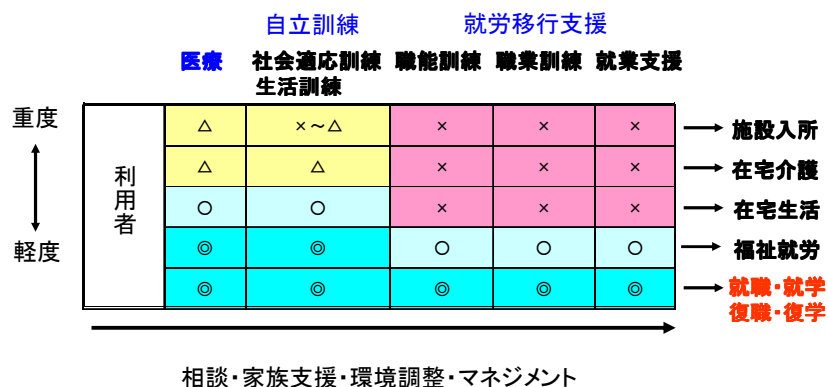 自立訓練 就労移行支援
医療 社会適応訓練 職能訓練 職業訓練 就業支援
生活訓練
重度
軽度
利用者
△ ×～△ × × × 施設入所
△ △ × × × 在宅介護
○ ○ × × × 在宅生活
◎ ◎ ○ ○ ○ 福祉就労
◎ ◎ ◎ ◎ ◎ 就職・就学
復職・復学
相談・家族支援・環境調整・マネジメント